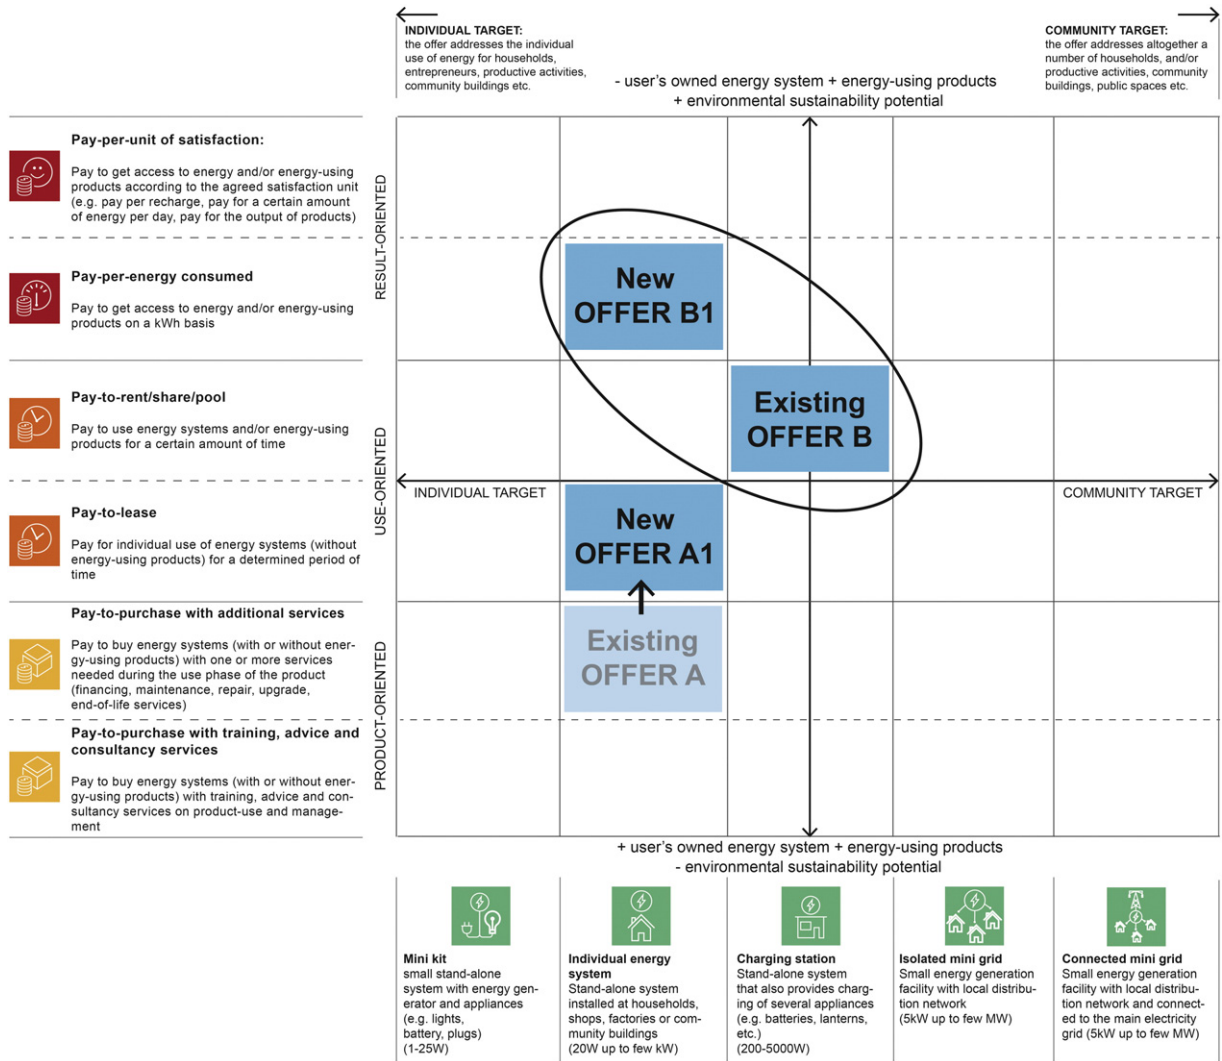 INDIVIDUAL TARGET:
the offer addresses the individual
use of energy for households,
entrepreneurs, productive activities,
community buildings etc.
COMMUNITY TARGET:
the offer addresses altogether a
number of households, and/or
productive activities, community
buildings, public spaces etc.
- user's owned energy system + energy-using products
+ environmental sustainability potential
Pay-per-unit of satisfaction:
Pay to get access to energy and/or energy-using
products according to the agreed satisfaction unit
(e.g. pay per recharge, pay for a certain amount
of energy per day, pay for the output of products)
Pay-per-energy consumed
Pay to get access to energy and/or energy-using
products on a kWh basis
Pay-to-rent/share/pool
Pay to use energy systems and/or energy-using
products for a certain amount of time
Pay-to-lease
Pay for individual use of energy systems (without
energy-using products) for a determined period of
time
Pay-to-purchase with additional services
Pay to buy energy systems (with or without ener-
gy-using products) with one or more services
needed during the use phase of the product
(financing, maintenance, repair, upgrade,
end-of-life services)
Pay-to-purchase with training, advice and
consultancy services
Pay to buy energy systems (with or without ener-
gy-using products) with training, advice and con-
sultancy services on product-use and manage-
ment
RESULT-ORIENTED
USE-ORIENTED
PRODUCT-ORIENTED
New
OFFER B1
Existing
OFFER B
INDIVIDUAL TARGET
COMMUNITY TARGET
New
OFFER A1
Existing
OFFER A
+ user's owned energy system + energy-using products
- environmental sustainability potential
Mini kit
small stand-alone
system with energy gen-
erator and appliances
(e.g. lights,
battery, plugs)
(1-25W)
Individual energy
system
Stand-alone system
installed at households,
shops, factories or com-
munity buildings
(20W up to few kW)
Charging station
Stand-alone system
that also provides charg-
ing of several appliances
(e.g. batteries, lanterns,
etc.)
(200-5000W)
Isolated mini grid
Small energy generation
facility with local distribu-
tion network
(5kW up to few MW)
Connected mini grid
Small energy generation
facility with local distribu-
tion network and connect-
ed to the main electricity
grid (5kW up to few MW)